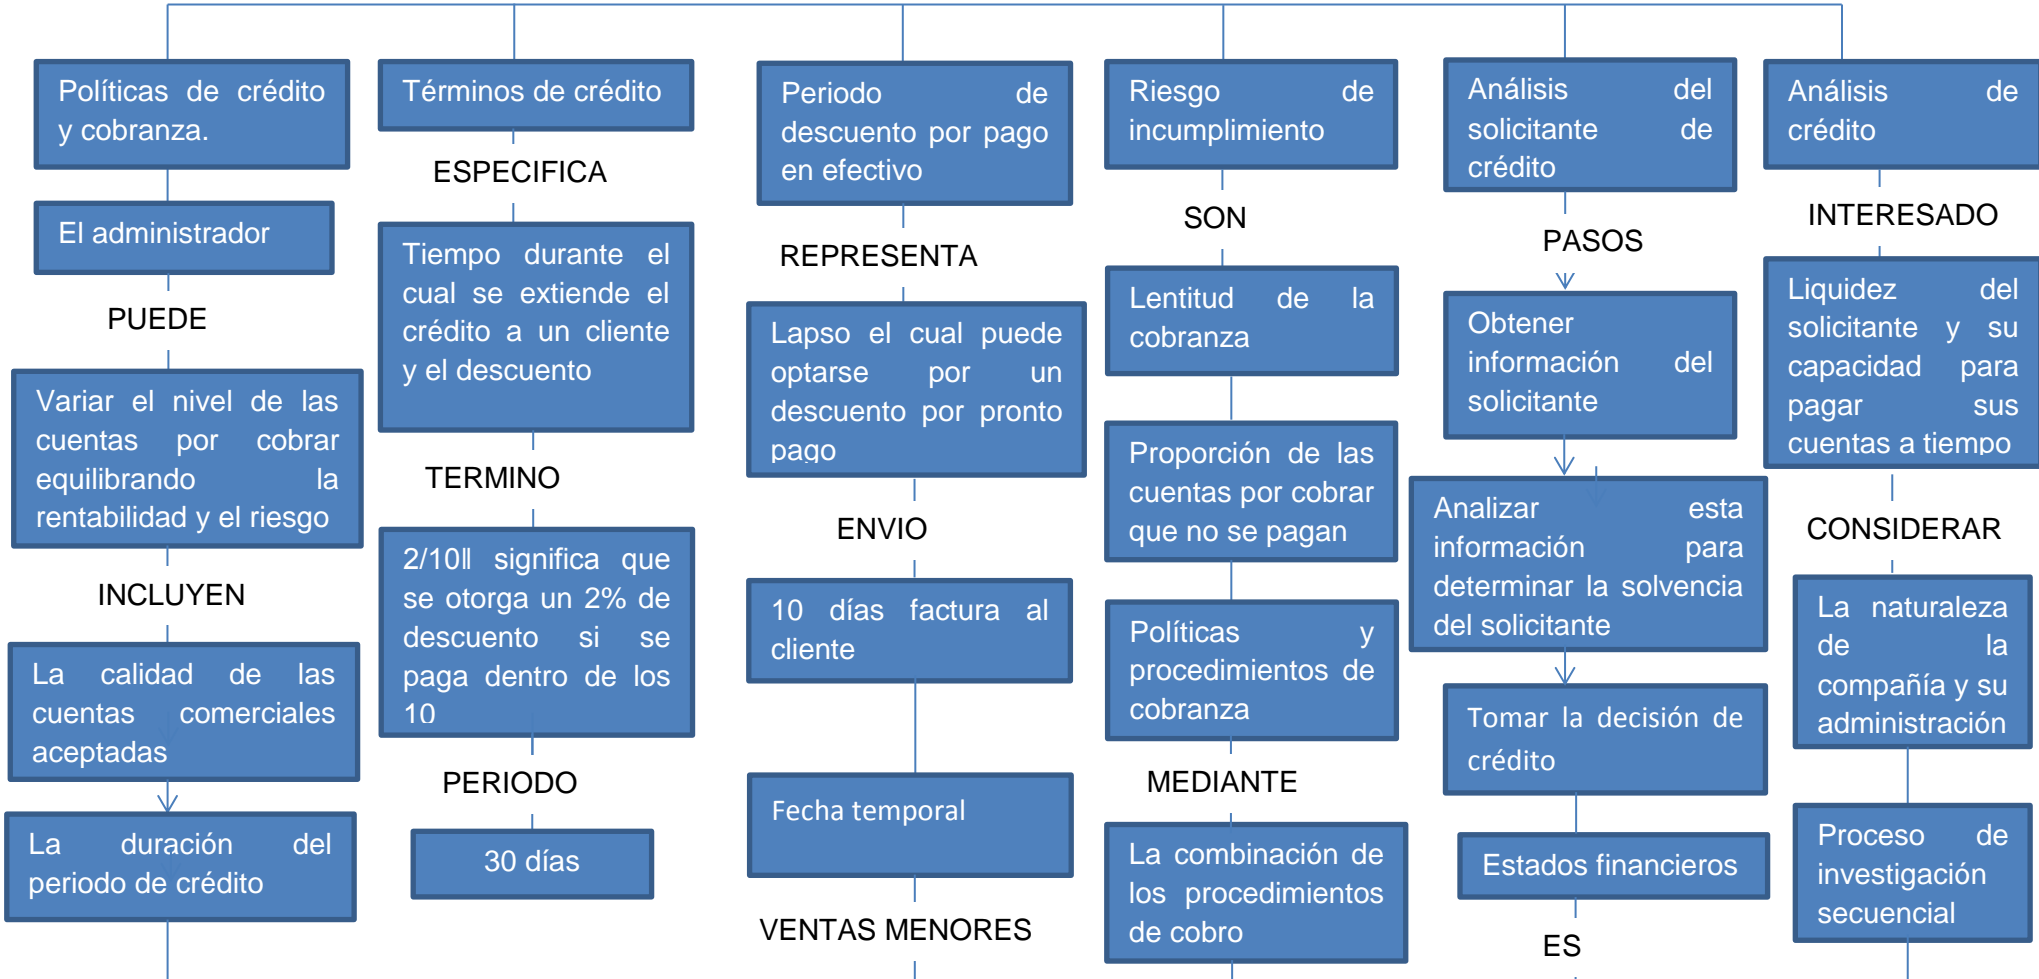 Políticas de crédito
y cobranza.
El administrador
PUEDE
Variar el nivel de las
cuentas por cobrar
equilibrando la
rentabilidad y el riesgo
INCLUYEN
La calidad de las
cuentas comerciales
aceptadas
La duración del
periodo de crédito
Términos de crédito
ESPECIFICA
Tiempo durante el
cual se extiende el
crédito a un cliente
y el descuento
TERMINO
2/10‖ significa que
se otorga un 2% de
descuento si se
paga dentro de los
10
PERIODO
30 días
Periodo de
descuento por pago
en efectivo
REPRESENTA
Lapso el cual puede
optarse por un
descuento por pronto
pago
ENVIO
10 días factura al
cliente
Fecha temporal
VENTAS MENORES
Riesgo de
incumplimiento
SON
Lentitud de la
cobranza
Proporción de las
cuentas por cobrar
que no se pagan
Políticas y
procedimientos de
cobranza
MEDIANTE
La combinación de
los procedimientos
de cobro
Análisis del
solicitante de
crédito
PASOS
Obtener
información del
solicitante
Analizar esta
información para
determinar la solvencia
del solicitante
Tomar la decisión de
crédito
Estados financieros
ES
Análisis de
crédito
INTERESADO
Liquidez del
solicitante y su
capacidad para
pagar sus
cuentas a tiempo
CONSIDERAR
La naturaleza
de la
compañía y su
administración
Proceso de
investigación
secuencial